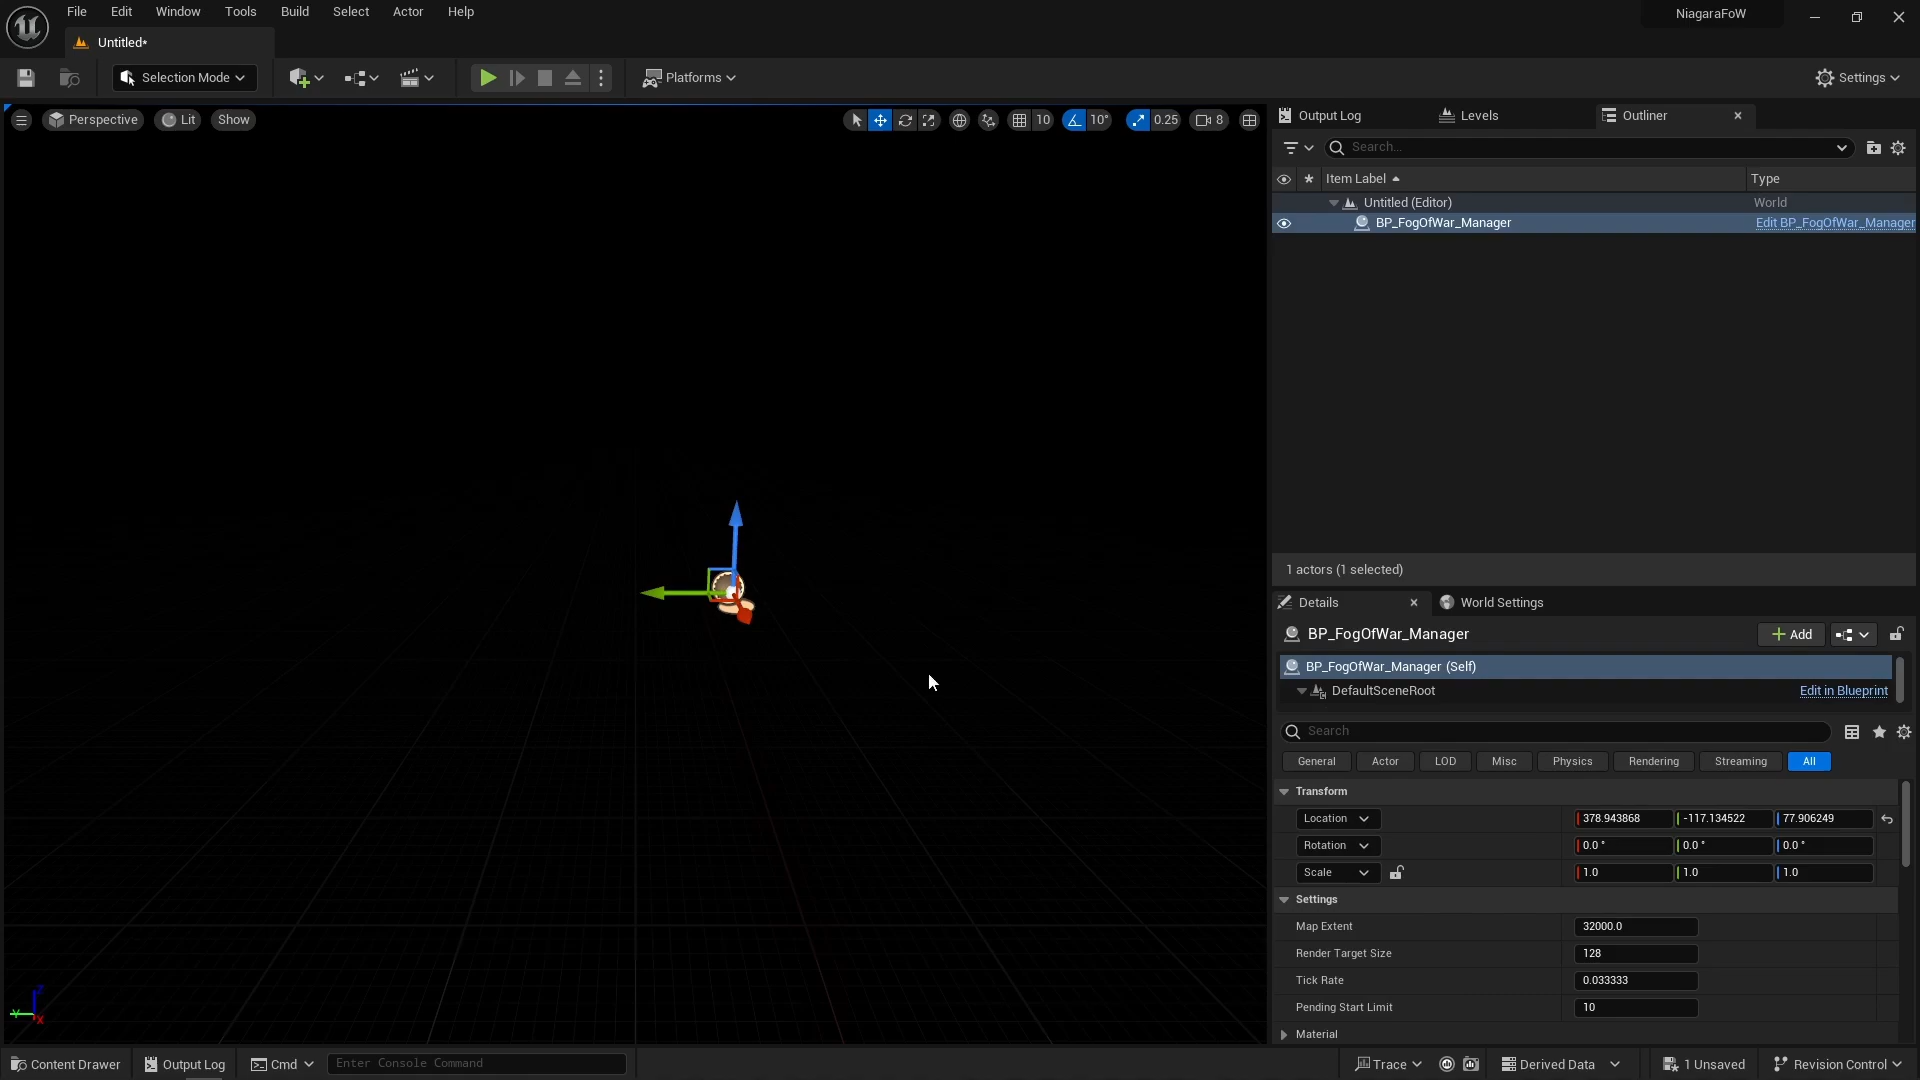 File Edit Window Tools Build Select Actor Help
NiagaraFoW
Untitled*
Selection Mode
Platforms
Settings
Perspective Lit Show
10 10° 0.25 8
Output Log Levels Outliner
Search...
Item Label Type
Untitled (Editor) World
BP_FogOfWar_Manager Edit BP_FogOfWar_Manager
1 actors (1 selected)
Details World Settings
BP_FogOfWar_Manager Add
BP_FogOfWar_Manager (Self)
DefaultSceneRoot Edit in Blueprint
Search
General Actor LOD Misc Physics Rendering Streaming All
Transform
Location 378.943868 -117.134522 77.906249
Rotation 0.0 ° 0.0 ° 0.0 °
Scale 1.0 1.0 1.0
Settings
Map Extent 32000.0
Render Target Size 128
Tick Rate 0.033333
Pending Start Limit 10
Material
Z
Y
X
Content Drawer Output Log Cmd Enter Console Command Trace Derived Data 1 Unsaved Revision Control